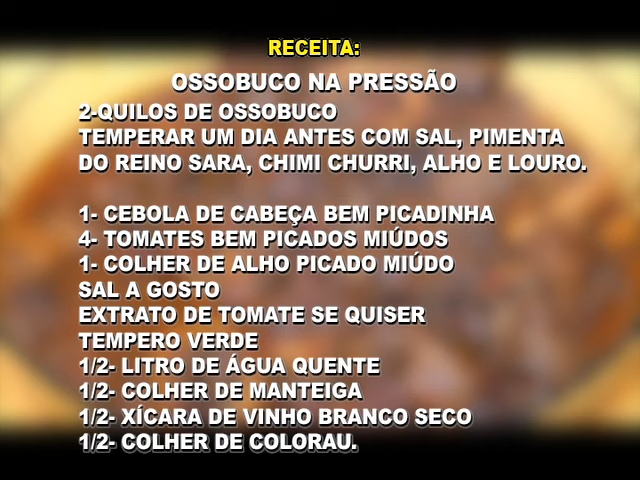 RECEITA:
OSSOBUCO NA PRESSÃO
2-QUILOS DE OSSOBUCO
TEMPERAR UM DIA ANTES COM SAL, PIMENTA
DO REINO SARA, CHIMI CHURRI, ALHO E LOURO.
1- CEBOLA DE CABEÇA BEM PICADINHA
4- TOMATES BEM PICADOS MIÚDOS
1- COLHER DE ALHO PICADO MIÚDO
SAL A GOSTO
EXTRATO DE TOMATE SE QUISER
TEMPERO VERDE
1/2- LITRO DE ÁGUA QUENTE
1/2- COLHER DE MANTEIGA
1/2- XÍCARA DE VINHO BRANCO SECO
1/2- COLHER DE COLORAU.